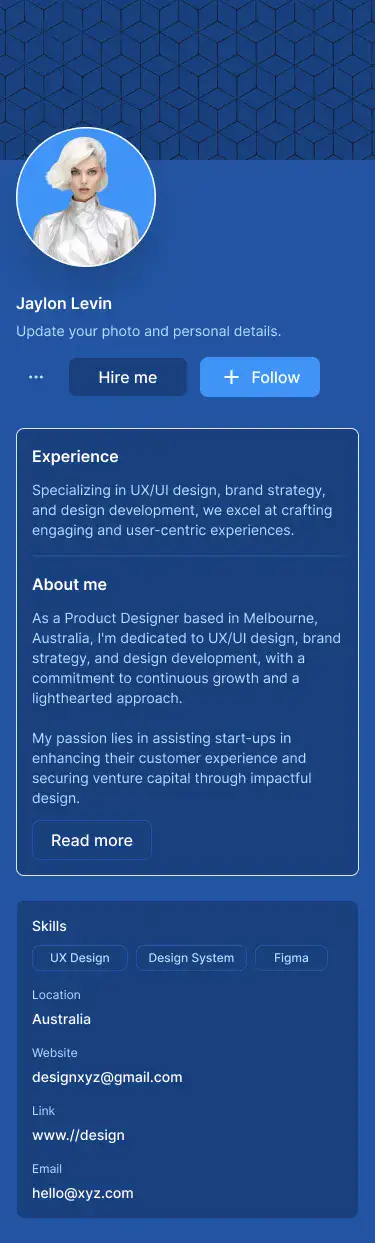 Jaylon Levin
Update your photo and personal details.
Hire me
Follow
Experience
Specializing in UX/UI design, brand strategy,
and design development, we excel at crafting
engaging and user-centric experiences.
About me
As a Product Designer based in Melbourne,
Australia, I'm dedicated to UX/UI design, brand
strategy, and design development, with a
commitment to continuous growth and a
lighthearted approach.
My passion lies in assisting start-ups in
enhancing their customer experience and
securing venture capital through impactful
design.
Read more
Skills
UX Design
Design System
Figma
Location
Australia
Website
designxyz@gmail.com
Link
www.//design
Email
hello@xyz.com